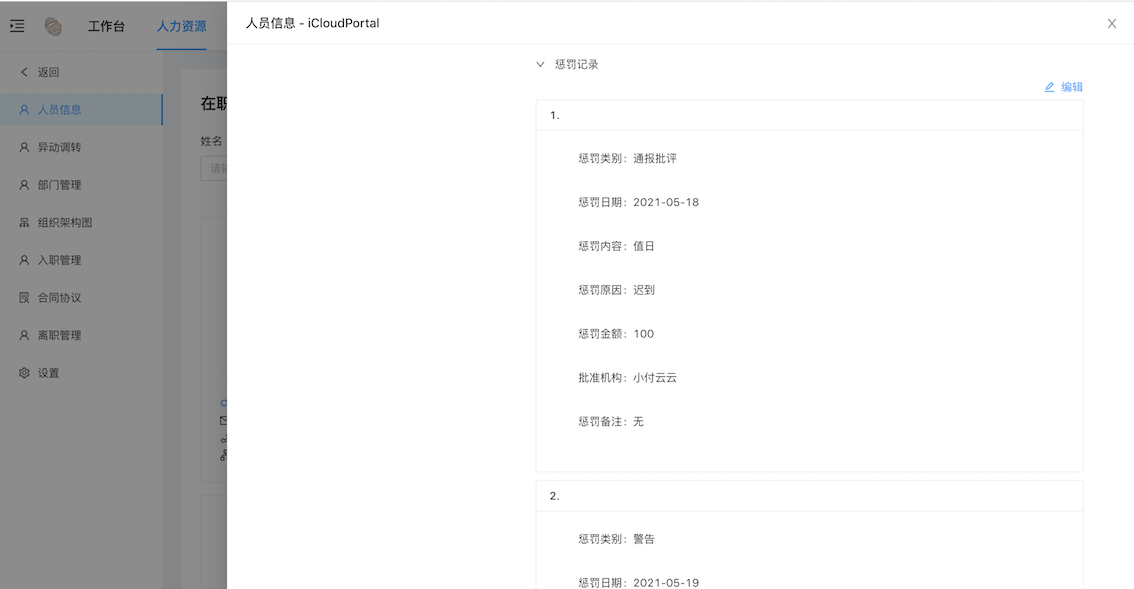 工作台
人力资源
人员信息 - iCloudPortal
返回
人员信息
异动调转
部门管理
组织架构图
入职管理
合同协议
离职管理
设置
在职
姓名
请输
惩罚记录
编辑
1.
惩罚类别：通报批评
惩罚日期：2021-05-18
惩罚内容：值日
惩罚原因：迟到
惩罚金额：100
批准机构：小付云云
惩罚备注：无
2.
惩罚类别：警告
惩罚日期：2021-05-19